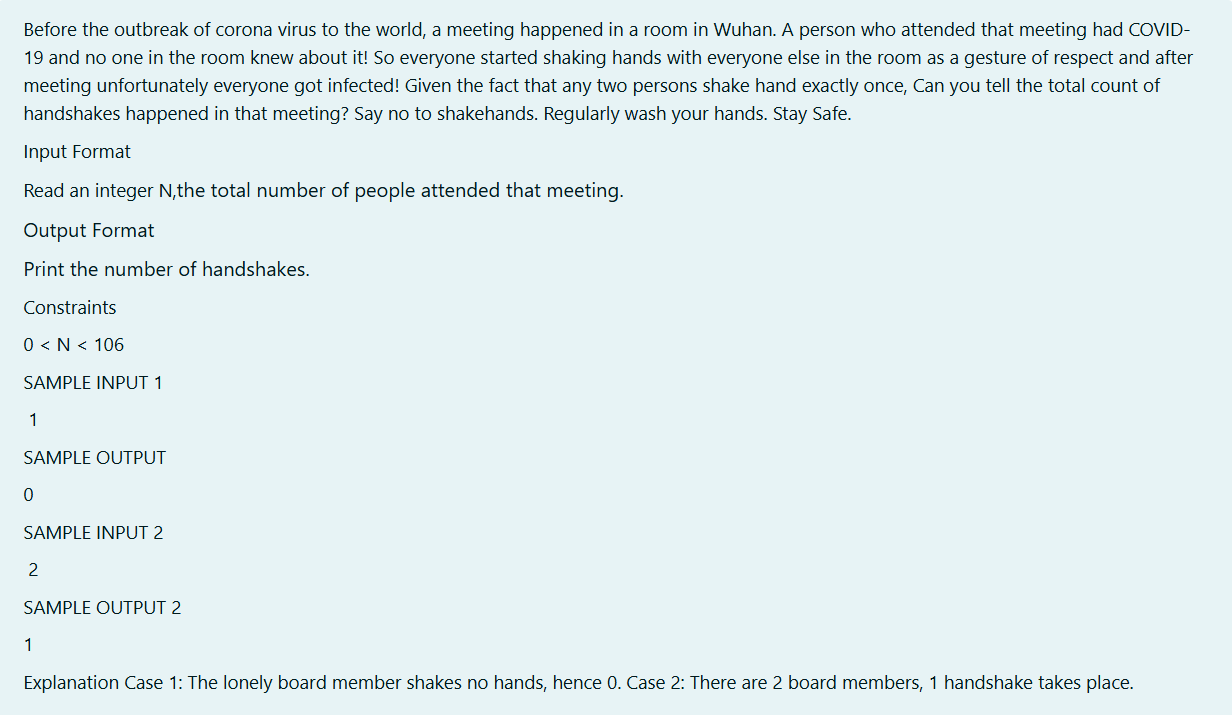 Before the outbreak of corona virus to the world, a meeting happened in a room in Wuhan. A person who attended that meeting had COVID-
19 and no one in the room knew about it! So everyone started shaking hands with everyone else in the room as a gesture of respect and after
meeting unfortunately everyone got infected! Given the fact that any two persons shake hand exactly once, Can you tell the total count of
handshakes happened in that meeting? Say no to shakehands. Regularly wash your hands. Stay Safe.
Input Format
Read an integer N,the total number of people attended that meeting.
Output Format
Print the number of handshakes.
Constraints
0 < N < 106
SAMPLE INPUT 1
1
SAMPLE OUTPUT
0
SAMPLE INPUT 2
2
SAMPLE OUTPUT 2
1
Explanation Case 1: The lonely board member shakes no hands, hence 0. Case 2: There are 2 board members, 1 handshake takes place.